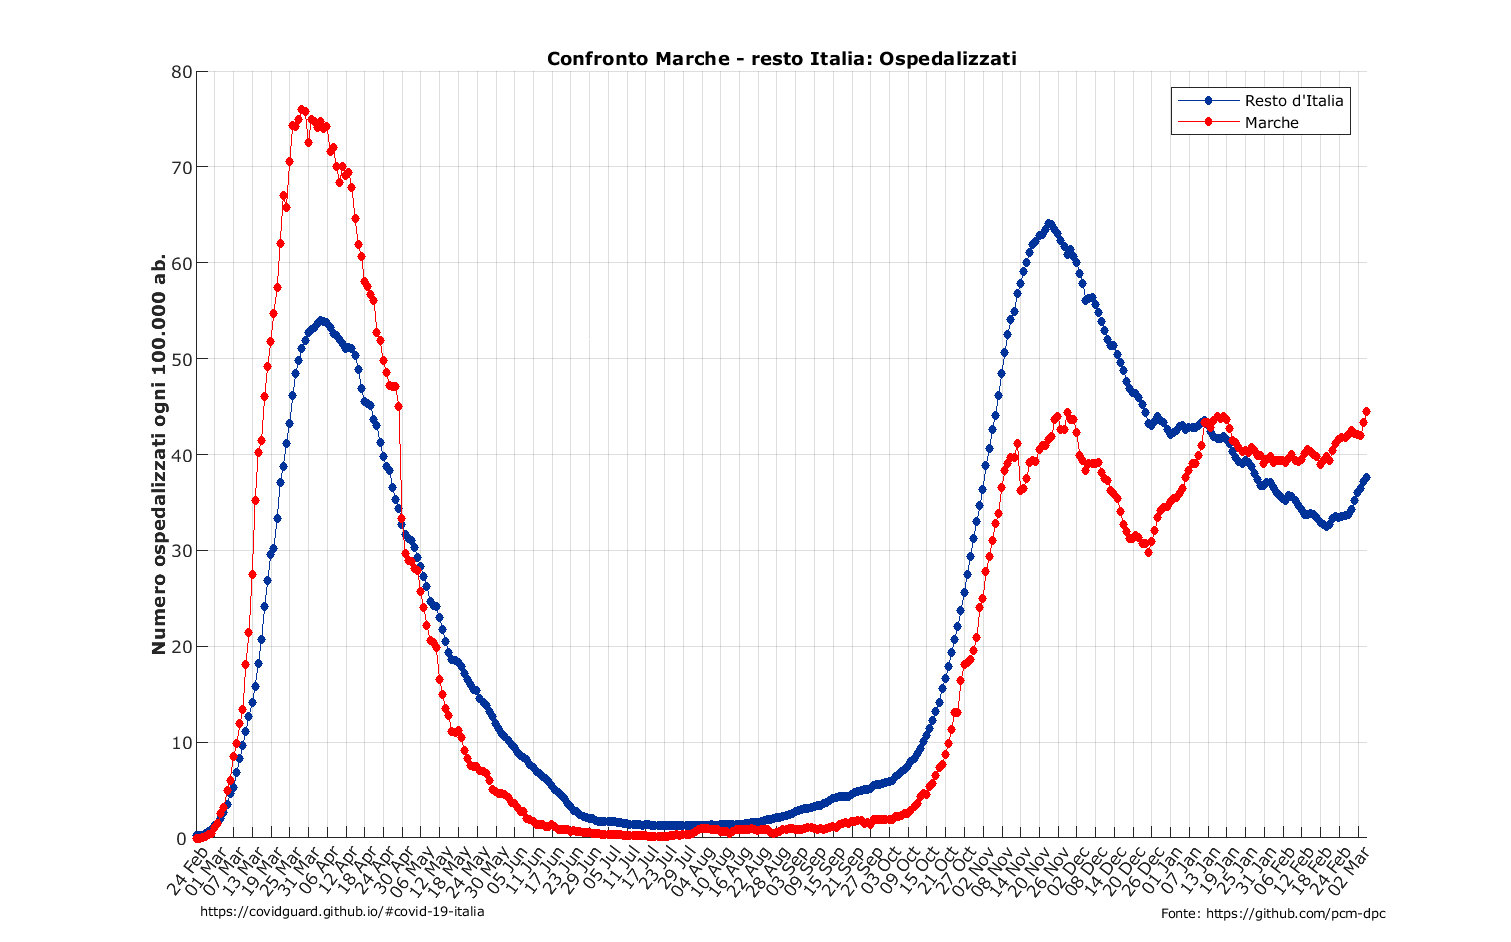 Confronto Marche - resto Italia: Ospedalizzati
Resto d'Italia
Marche
Numero ospedalizzati ogni 100.000 ab.
80
70
60
50
40
30
20
10
0
24 Feb
01 Mar
07 Mar
13 Mar
19 Mar
25 Mar
31 Mar
06 Apr
12 Apr
18 Apr
24 Apr
30 Apr
06 May
12 May
18 May
24 May
30 May
05 Jun
11 Jun
17 Jun
23 Jun
29 Jun
05 Jul
11 Jul
17 Jul
23 Jul
29 Jul
04 Aug
10 Aug
16 Aug
22 Aug
28 Aug
03 Sep
09 Sep
15 Sep
21 Sep
27 Sep
03 Oct
09 Oct
15 Oct
21 Oct
27 Oct
02 Nov
08 Nov
14 Nov
20 Nov
26 Nov
02 Dec
08 Dec
14 Dec
20 Dec
26 Dec
01 Jan
07 Jan
13 Jan
19 Jan
25 Jan
31 Jan
06 Feb
12 Feb
18 Feb
24 Feb
02 Mar
https://covidguard.github.io/#covid-19-italia
Fonte: https://github.com/pcm-dpc